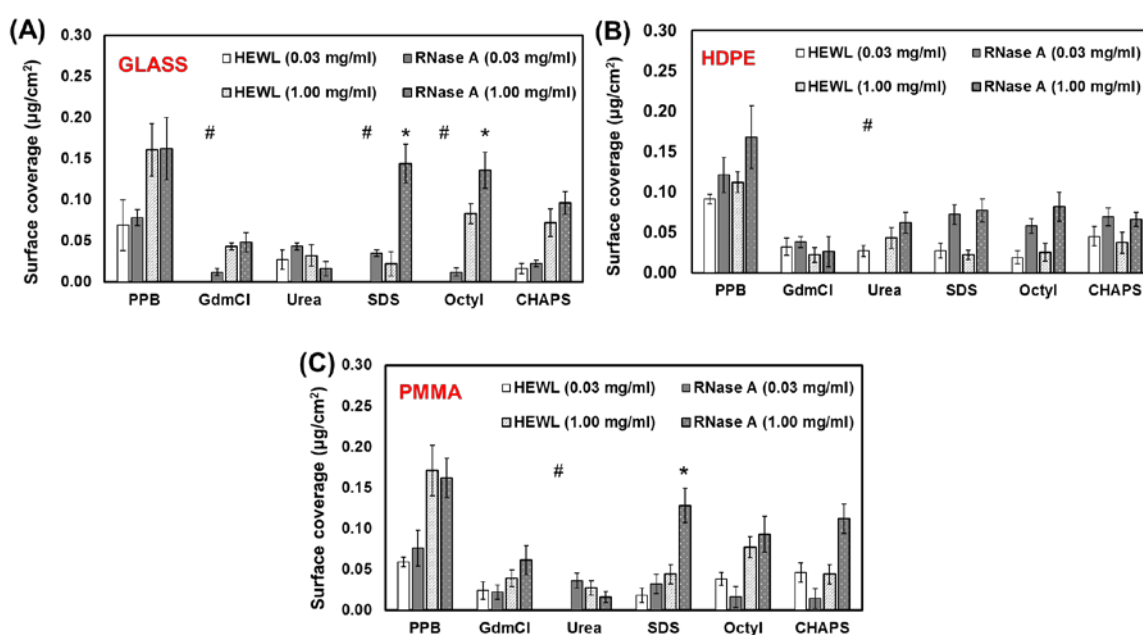 (A)
0.30
0.25
0.20
0.15
0.10
0.05
0.00
Surface coverage (µg/cm²)
GLASS
HEWL (0.03 mg/ml)
RNase A (0.03 mg/ml)
HEWL (1.00 mg/ml)
RNase A (1.00 mg/ml)
# # * # *
PPB GdmCl Urea SDS Octyl CHAPS
(B)
0.30
0.25
0.20
0.15
0.10
0.05
0.00
Surface coverage (µg/cm²)
HDPE
HEWL (0.03 mg/ml)
RNase A (0.03 mg/ml)
HEWL (1.00 mg/ml)
RNase A (1.00 mg/ml)
#
PPB GdmCl Urea SDS Octyl CHAPS
(C)
0.30
0.25
0.20
0.15
0.10
0.05
0.00
Surface coverage (µg/cm²)
PMMA
HEWL (0.03 mg/ml)
RNase A (0.03 mg/ml)
HEWL (1.00 mg/ml)
RNase A (1.00 mg/ml)
# *
PPB GdmCl Urea SDS Octyl CHAPS